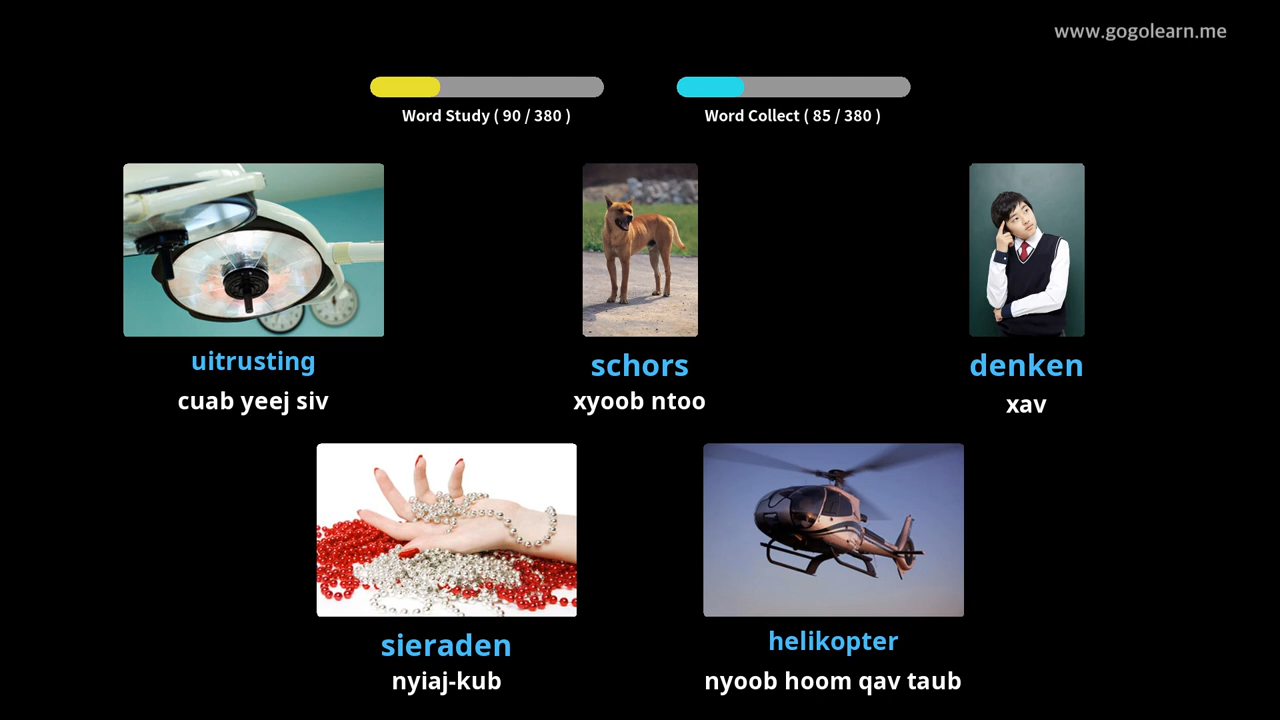 www.gogolearn.me
Word Study ( 90 / 380 )
Word Collect ( 85 / 380 )
uitrusting
cuab yeej siv
schors
xyoob ntoo
denken
xav
sieraden
nyiaj-kub
helikopter
nyoob hoom qav taub